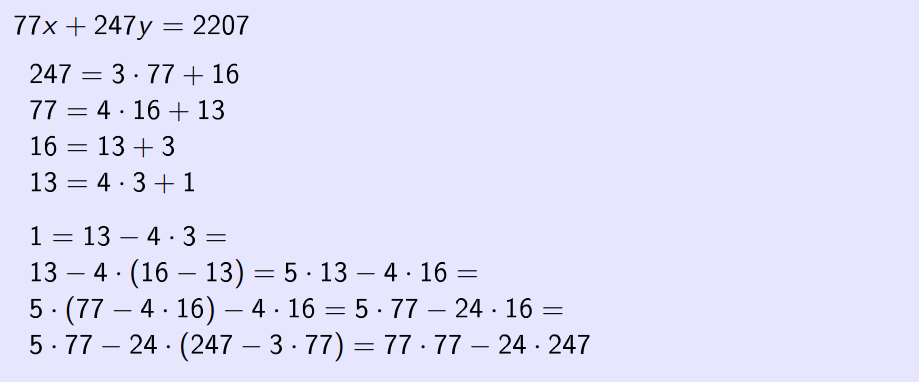 77x + 247y = 2207
247 = 3 · 77 + 16
77 = 4 · 16 + 13
16 = 13 + 3
13 = 4 · 3 + 1
1 = 13 − 4 · 3 =
13 − 4 · (16 − 13) = 5 · 13 − 4 · 16 =
5 · (77 − 4 · 16) − 4 · 16 = 5 · 77 − 24 · 16 =
5 · 77 − 24 · (247 − 3 · 77) = 77 · 77 − 24 · 247